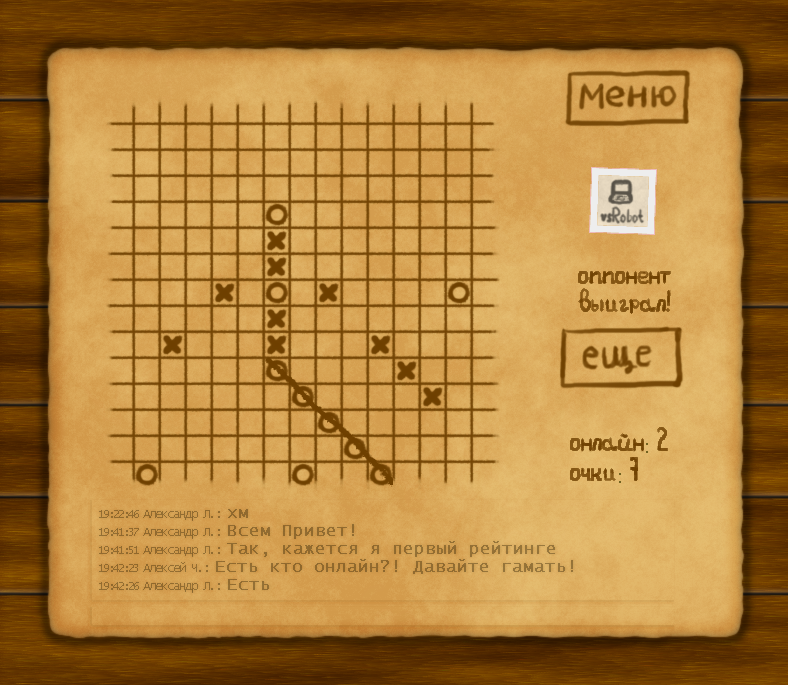 меню
vsRobot
оппонент
выиграл!
еще
онлайн: 2
очки: 7
19:22:46 Александр Л.: хм
19:41:37 Александр Л.: Всем Привет!
19:41:51 Александр Л.: Так, кажется я первый рейтинге
19:42:23 Алексей Ч.: Есть кто онлайн?! Давайте гамать!
19:42:26 Александр Л.: Есть